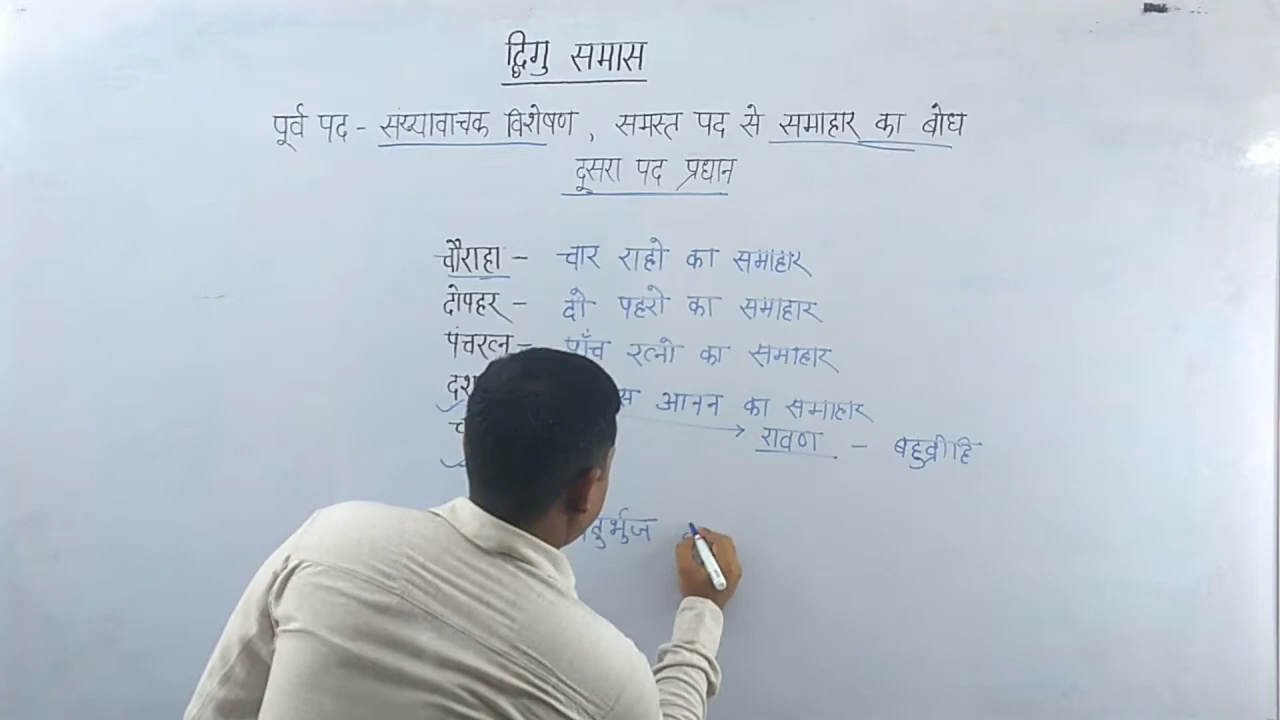 द्विगु समास
पूर्व पद - संख्यावाचक विशेषण , समस्त पद से समाहार का बोध
दूसरा पद प्रधान
चौराहा - चार राहो का समाहार
दोपहर - दो पहरो का समाहार
पंचरत्न - पाँच रत्नो का समाहार
आनन का समाहार
→ रावण - बहुव्रीहि